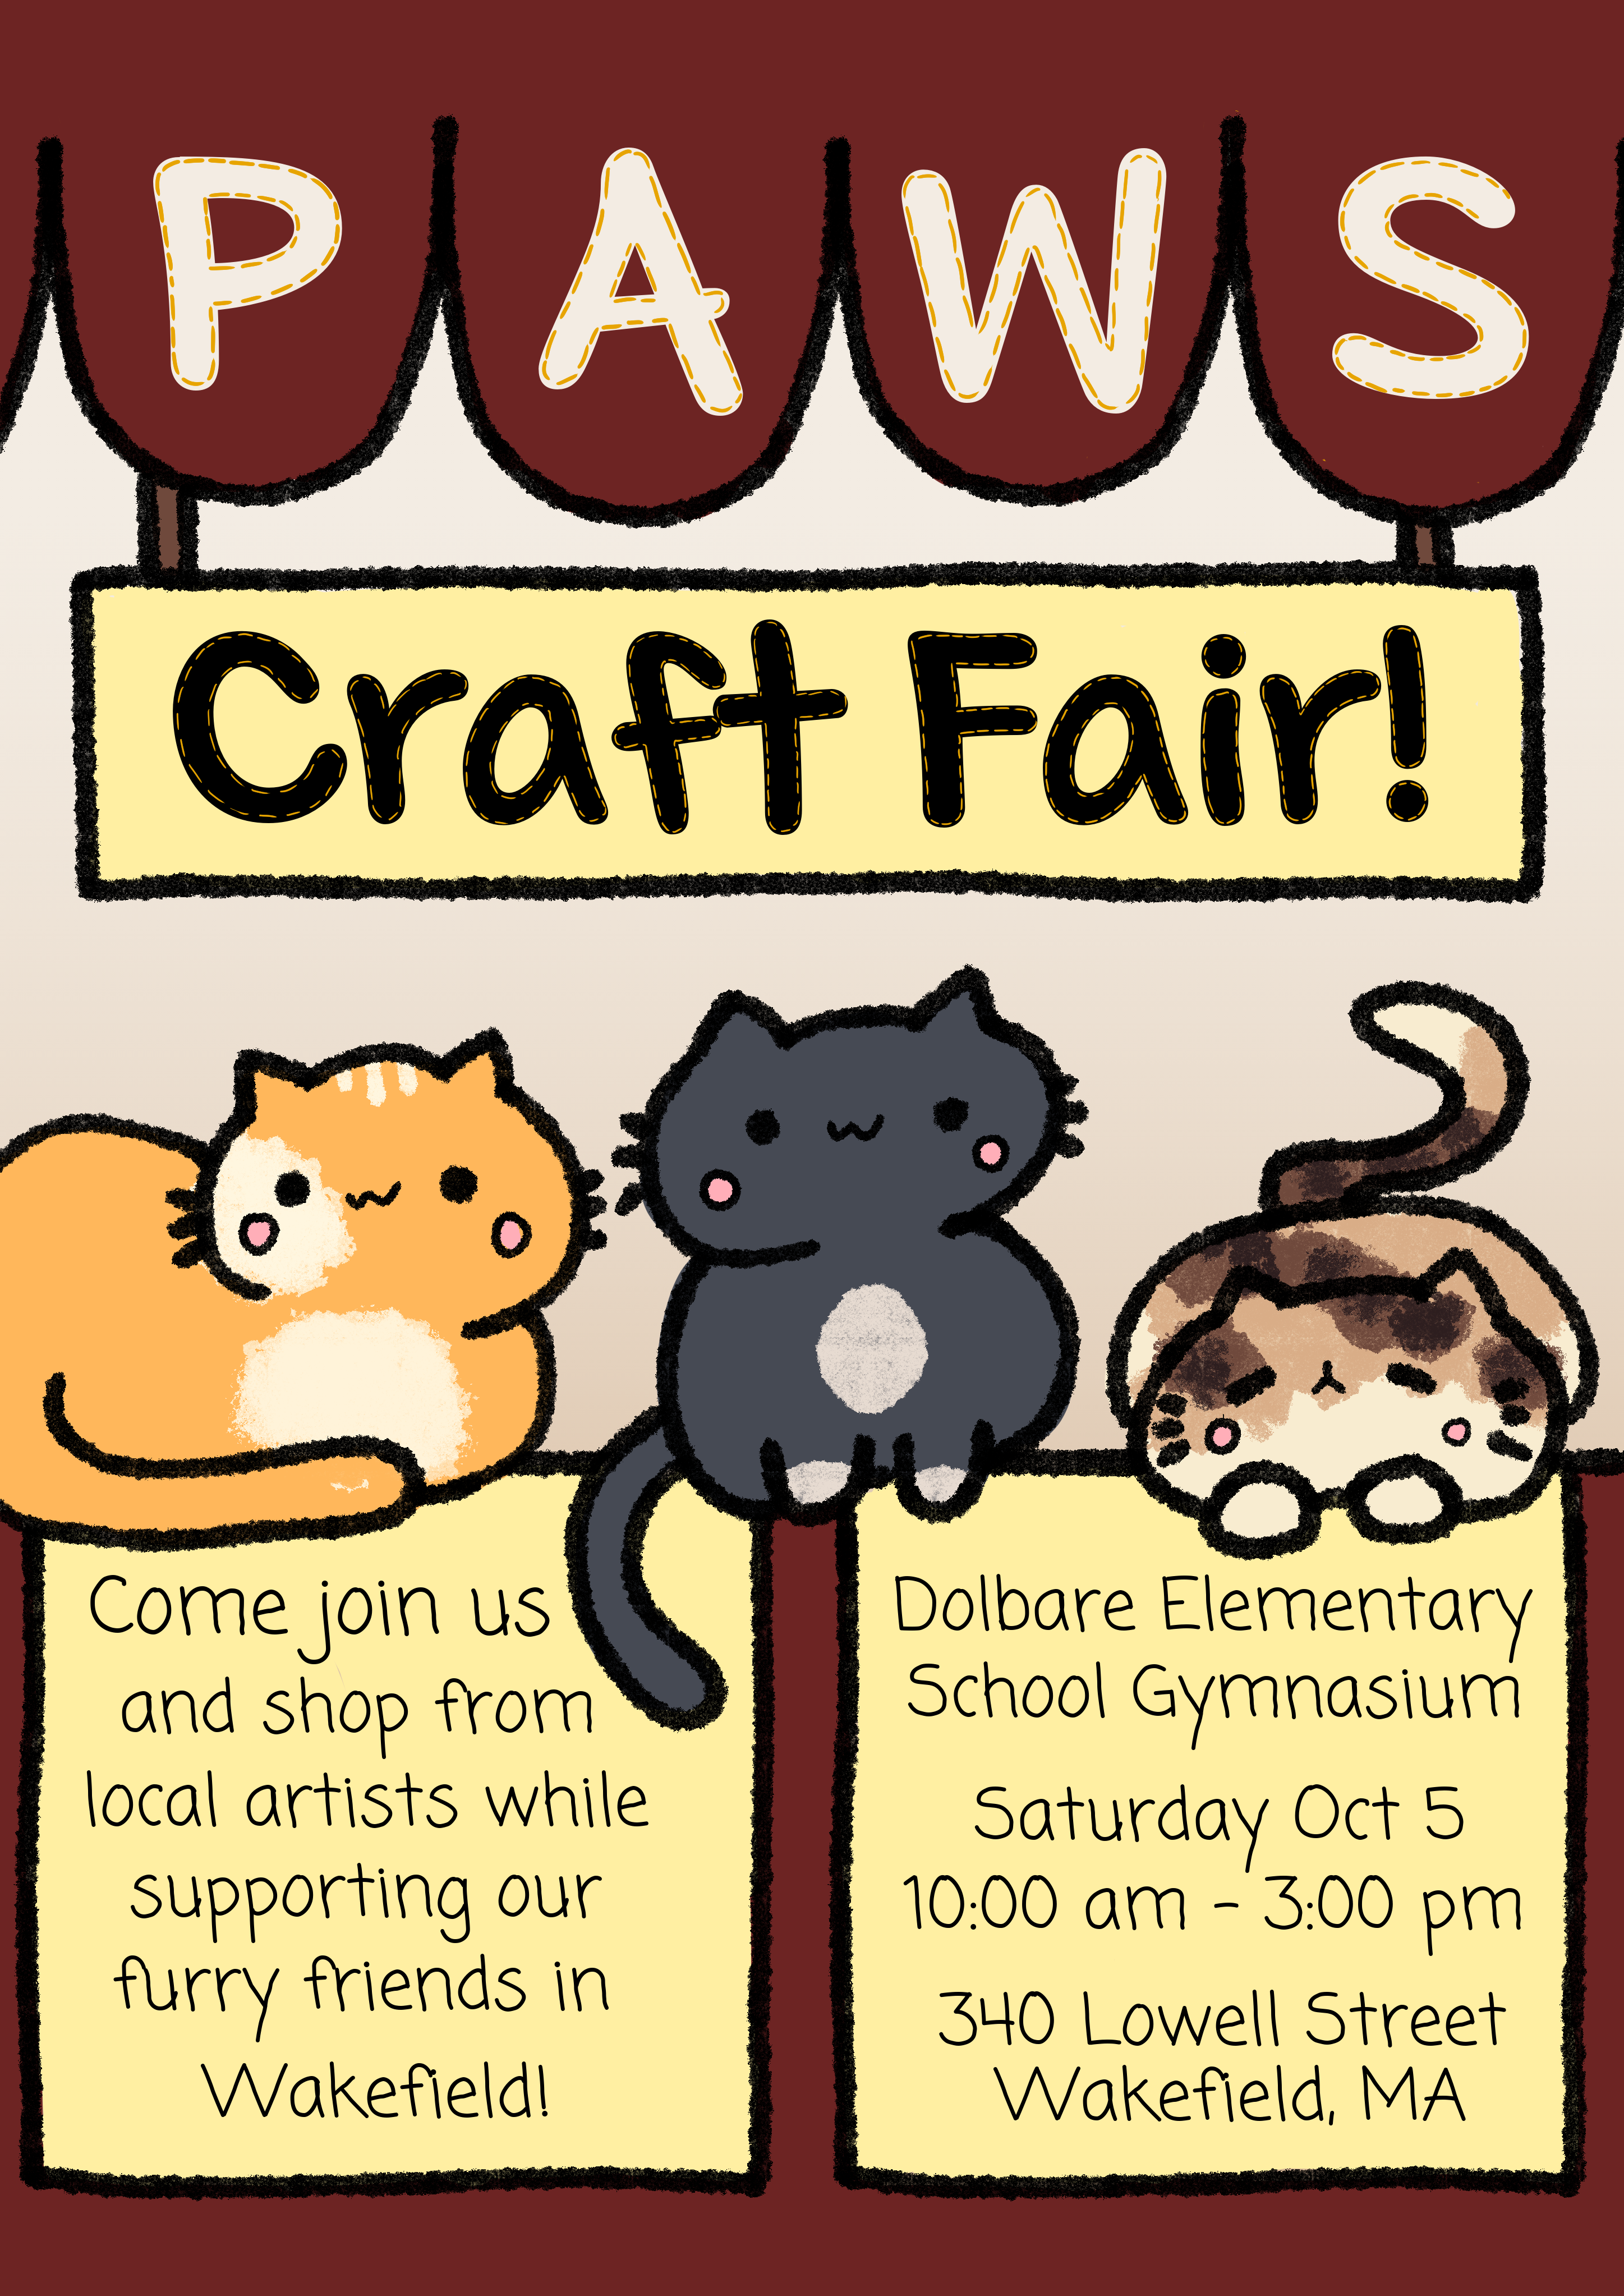 PAWS
Craft Fair!
Come join us
and shop from
local artists while
supporting our
furry friends in
Wakefield!
Dolbare Elementary
School Gymnasium
Saturday Oct 5
10:00 am - 3:00 pm
340 Lowell Street
Wakefield, MA